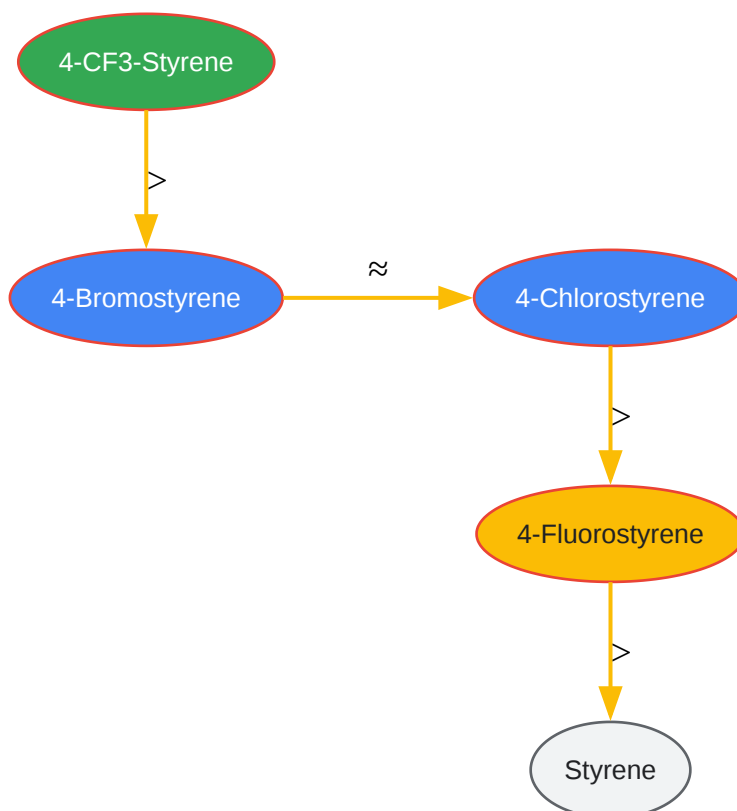 4-CF3-Styrene
>
4-Bromostyrene
≈
4-Chlorostyrene
>
4-Fluorostyrene
>
Styrene